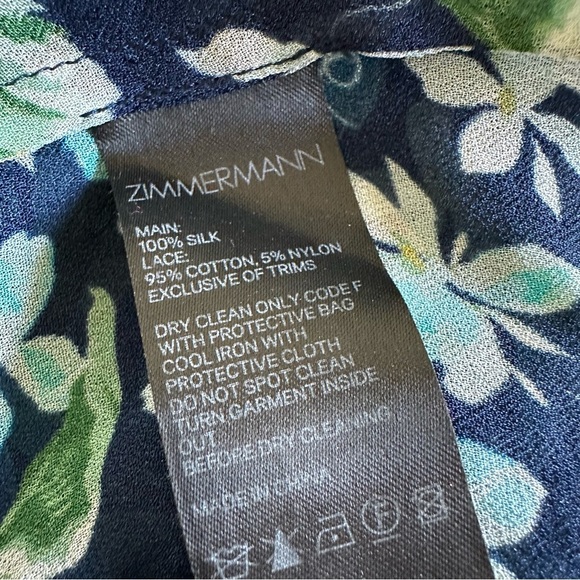 ZIMMERMANN
MAIN:
100% SILK
LACE:
95% COTTON, 5% NYLON
EXCLUSIVE OF TRIMS
DRY CLEAN ONLY CODE F
WITH PROTECTIVE BAG
COOL IRON WITH
PROTECTIVE CLOTH
DO NOT SPOT CLEAN
TURN GARMENT INSIDE
OUT
BEFORE DRY CLEANING
MADE IN CHINA
F